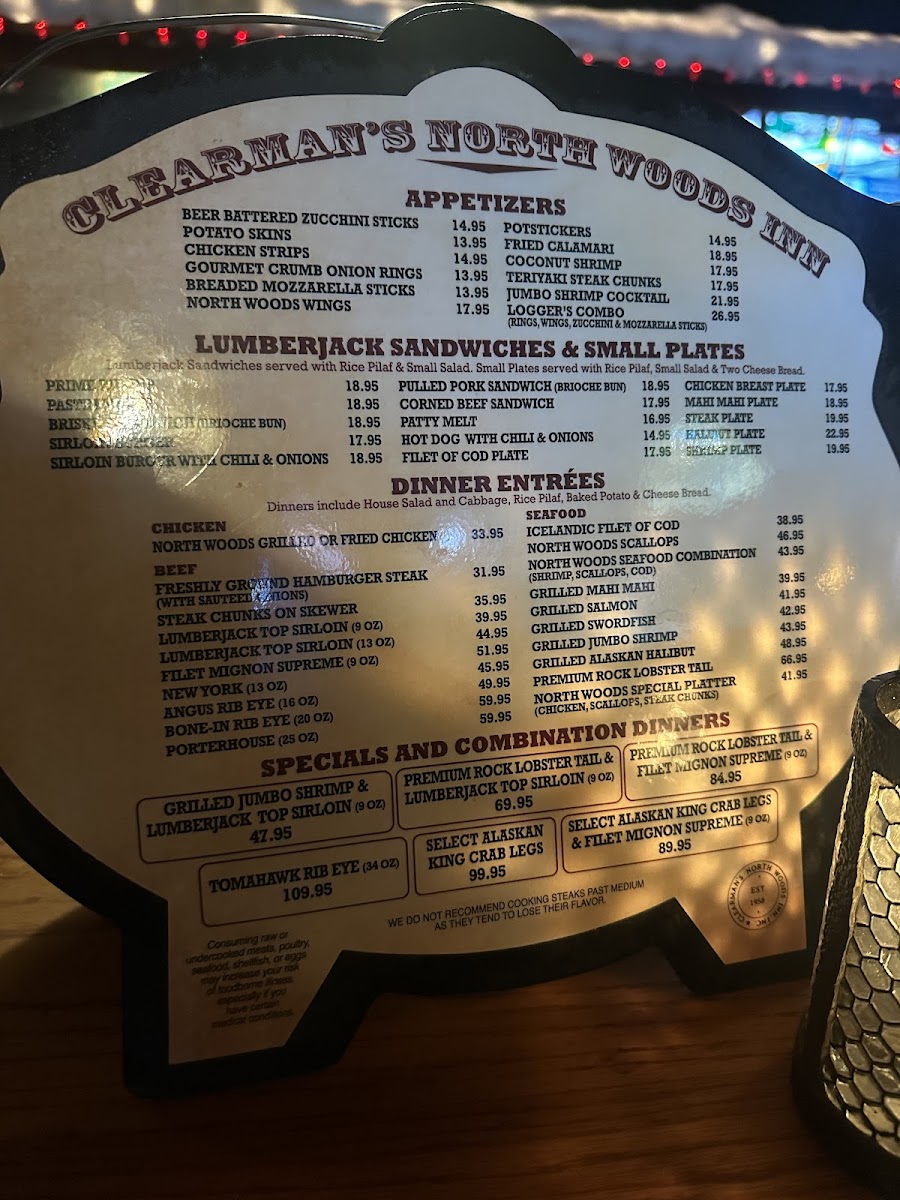 CLEARMAN'S NORTH WOODS INN
APPETIZERS
BEER BATTERED ZUCCHINI STICKS 14.95
POTATO SKINS 13.95
CHICKEN STRIPS 14.95
GOURMET CRUMB ONION RINGS 13.95
BREADED MOZZARELLA STICKS 13.95
NORTH WOODS WINGS 17.95
POTSTICKERS 14.95
FRIED CALAMARI 18.95
COCONUT SHRIMP 17.95
TERIYAKI STEAK CHUNKS 17.95
JUMBO SHRIMP COCKTAIL 21.95
LOGGER'S COMBO 26.95
(RINGS, WINGS, ZUCCHINI & MOZZARELLA STICKS)
LUMBERJACK SANDWICHES & SMALL PLATES
Lumberjack Sandwiches served with Rice Pilaf & Small Salad. Small Plates served with Rice Pilaf, Small Salad & Two Cheese Bread.
PRIME 18.95
18.95
(BRIOCHE BUN) 18.95
SIRLOIN BURGER 17.95
SIRLOIN BURGER WITH CHILI & ONIONS 18.95
PULLED PORK SANDWICH (BRIOCHE BUN) 18.95
CORNED BEEF SANDWICH 17.95
PATTY MELT 16.95
HOT DOG WITH CHILI & ONIONS 14.95
FILET OF COD PLATE 17.95
CHICKEN BREAST PLATE 17.95
MAHI MAHI PLATE 18.95
STEAK PLATE 19.95
HALIBUT PLATE 22.95
SHRIMP PLATE 19.95
DINNER ENTRÉES
Dinners include House Salad and Cabbage, Rice Pilaf, Baked Potato & Cheese Bread.
CHICKEN
NORTH WOODS GRILLED OR FRIED CHICKEN 33.95
BEEF
FRESHLY GROUND HAMBURGER STEAK 31.95
(WITH SAUTEED ONIONS)
STEAK CHUNKS ON SKEWER 35.95
LUMBERJACK TOP SIRLOIN (9 OZ) 39.95
LUMBERJACK TOP SIRLOIN (13 OZ) 44.95
FILET MIGNON SUPREME (9 OZ) 51.95
NEW YORK (13 OZ) 45.95
ANGUS RIB EYE (16 OZ) 49.95
BONE-IN RIB EYE (20 OZ) 59.95
PORTERHOUSE (25 OZ) 59.95
SEAFOOD
ICELANDIC FILET OF COD 38.95
NORTH WOODS SCALLOPS 46.95
NORTH WOODS SEAFOOD COMBINATION 43.95
(SHRIMP, SCALLOPS, COD)
GRILLED MAHI MAHI 39.95
GRILLED SALMON 41.95
GRILLED SWORDFISH 42.95
GRILLED JUMBO SHRIMP 43.95
GRILLED ALASKAN HALIBUT 48.95
PREMIUM ROCK LOBSTER TAIL 66.95
NORTH WOODS SPECIAL PLATTER 41.95
(CHICKEN, SCALLOPS, STEAK CHUNKS)
SPECIALS AND COMBINATION DINNERS
GRILLED JUMBO SHRIMP &
LUMBERJACK TOP SIRLOIN (9 OZ)
47.95
PREMIUM ROCK LOBSTER TAIL &
LUMBERJACK TOP SIRLOIN (9 OZ)
69.95
PREMIUM ROCK LOBSTER TAIL &
FILET MIGNON SUPREME (9 OZ)
84.95
TOMAHAWK RIB EYE (34 OZ)
109.95
SELECT ALASKAN
KING CRAB LEGS
99.95
SELECT ALASKAN KING CRAB LEGS
& FILET MIGNON SUPREME (9 OZ)
89.95
WE DO NOT RECOMMEND COOKING STEAKS PAST MEDIUM
AS THEY TEND TO LOSE THEIR FLAVOR.
CLEARMAN'S NORTH WOODS INN, INC.
EST
1958
Consuming raw or
undercooked meats, poultry,
seafood, shellfish, or eggs
may increase your risk
of foodborne illness,
especially if you
have certain
medical conditions.